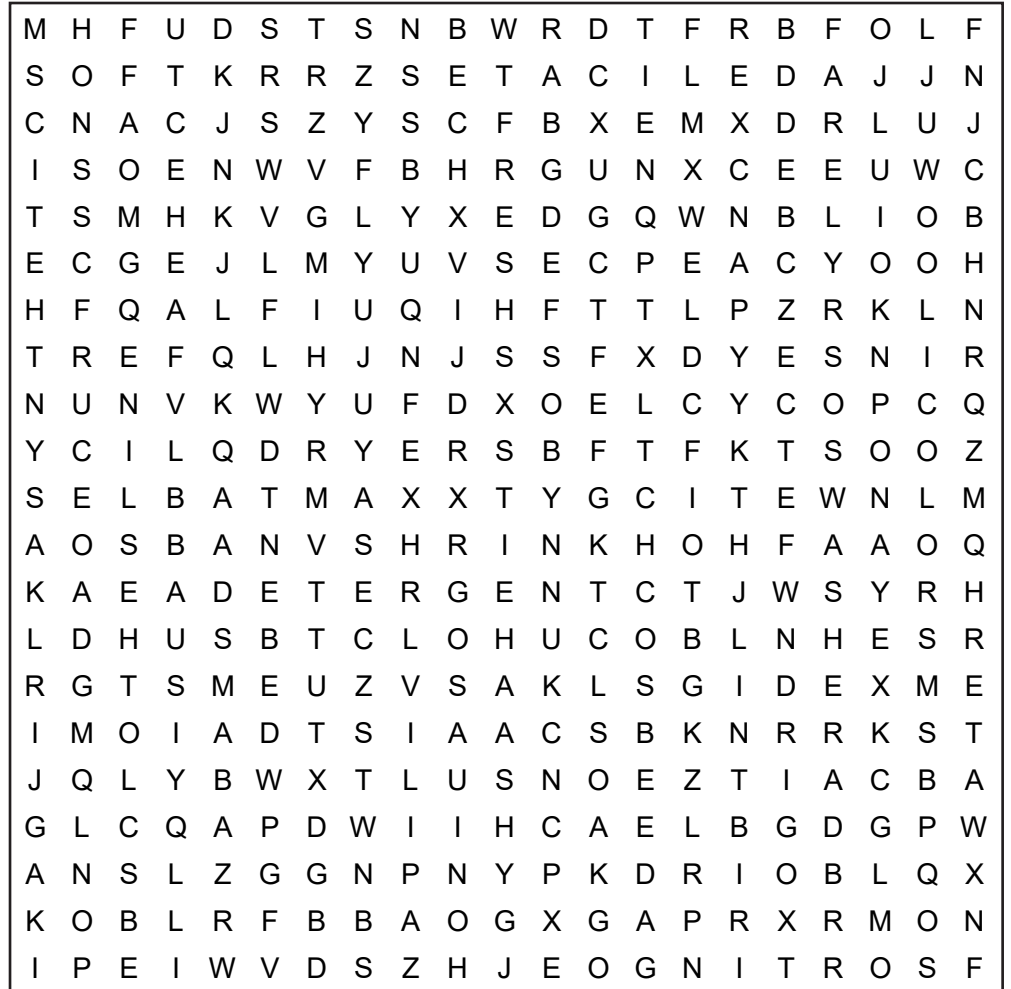 M H F U D S T S N B W R D T F R B F O L F
S O F T K R R Z S E T A C I L E D A J J N
C N A C J S Z Y S C F B X E M X D R L U J
I S O E N W V F B H R G U N X C E E U W C
T S M H K V G L Y X E D G Q W N B L I O B
E C G E J L M Y U V S E C P E A C Y O O H
H F Q A L F I U Q I H F T T L P Z R K L N
T R E F Q L H J N J S S F X D Y E S N I R
N U N V K W Y U F D X O E L C Y C O P C Q
Y C I L Q D R Y E R S B F T F K T S O O Z
S E L B A T M A X X T Y G C I T E W N L M
A O S B A N V S H R I N K H O H F A A O Q
K A E A D E T E R G E N T C T J W S Y R H
L D H U S B T C L O H U C O B L N H E S R
R G T S M E U Z V S A K L S G I D E X M E
I M O I A D T S I A A C S B K N R R K S T
J Q L Y B W X T L U S N O E Z T I A C B A
G L C Q A P D W I I H C A E L B G D G P W
A N S L Z G G N P N Y P K D R I O B L Q X
K O B L R F B B A O G X G A P R X R M O N
I P E I W V D S Z H J E O G N I T R O S F